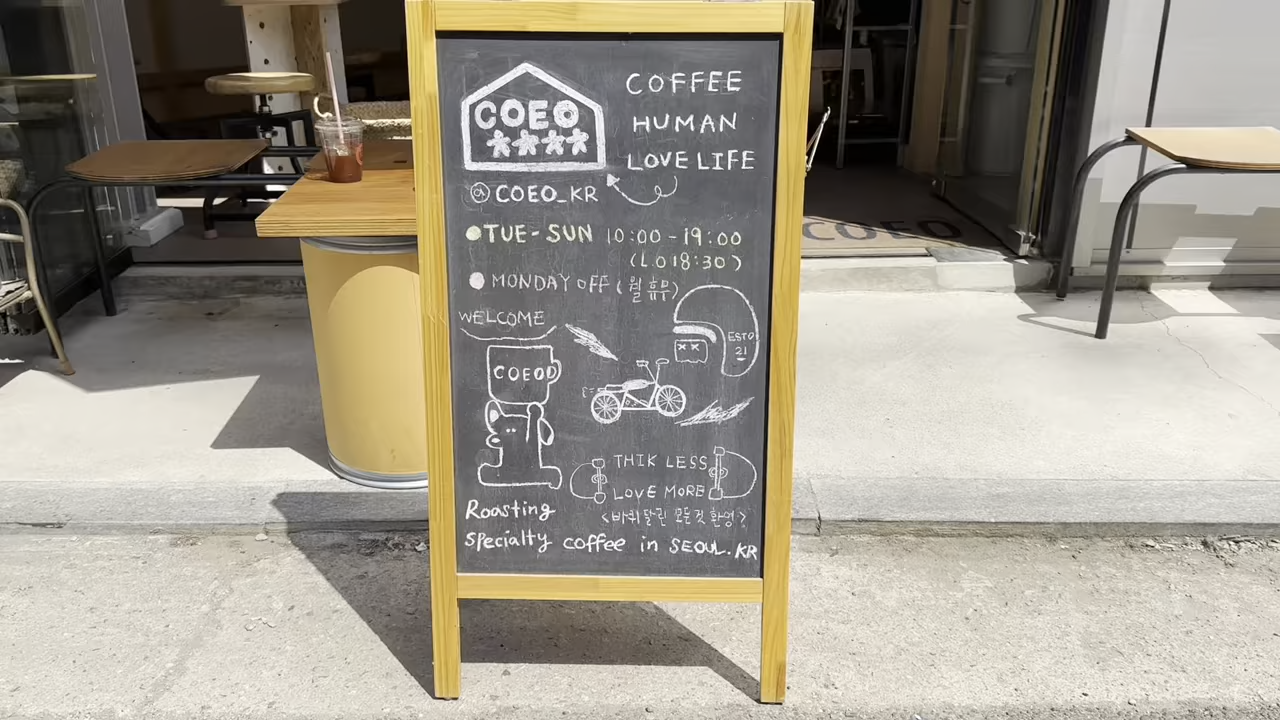 COEO
COFFEE
HUMAN
LOVE LIFE
@COEO_KR
TUE-SUN 10:00-19:00
(L.O 18:30)
MONDAY OFF (월 휴무)
WELCOME
COEO
ESTD
21
THIK LESS
LOVE MORE
<바퀴달린 모든것 환영>
Roasting
specialty coffee in SEOUL.KR
COEO